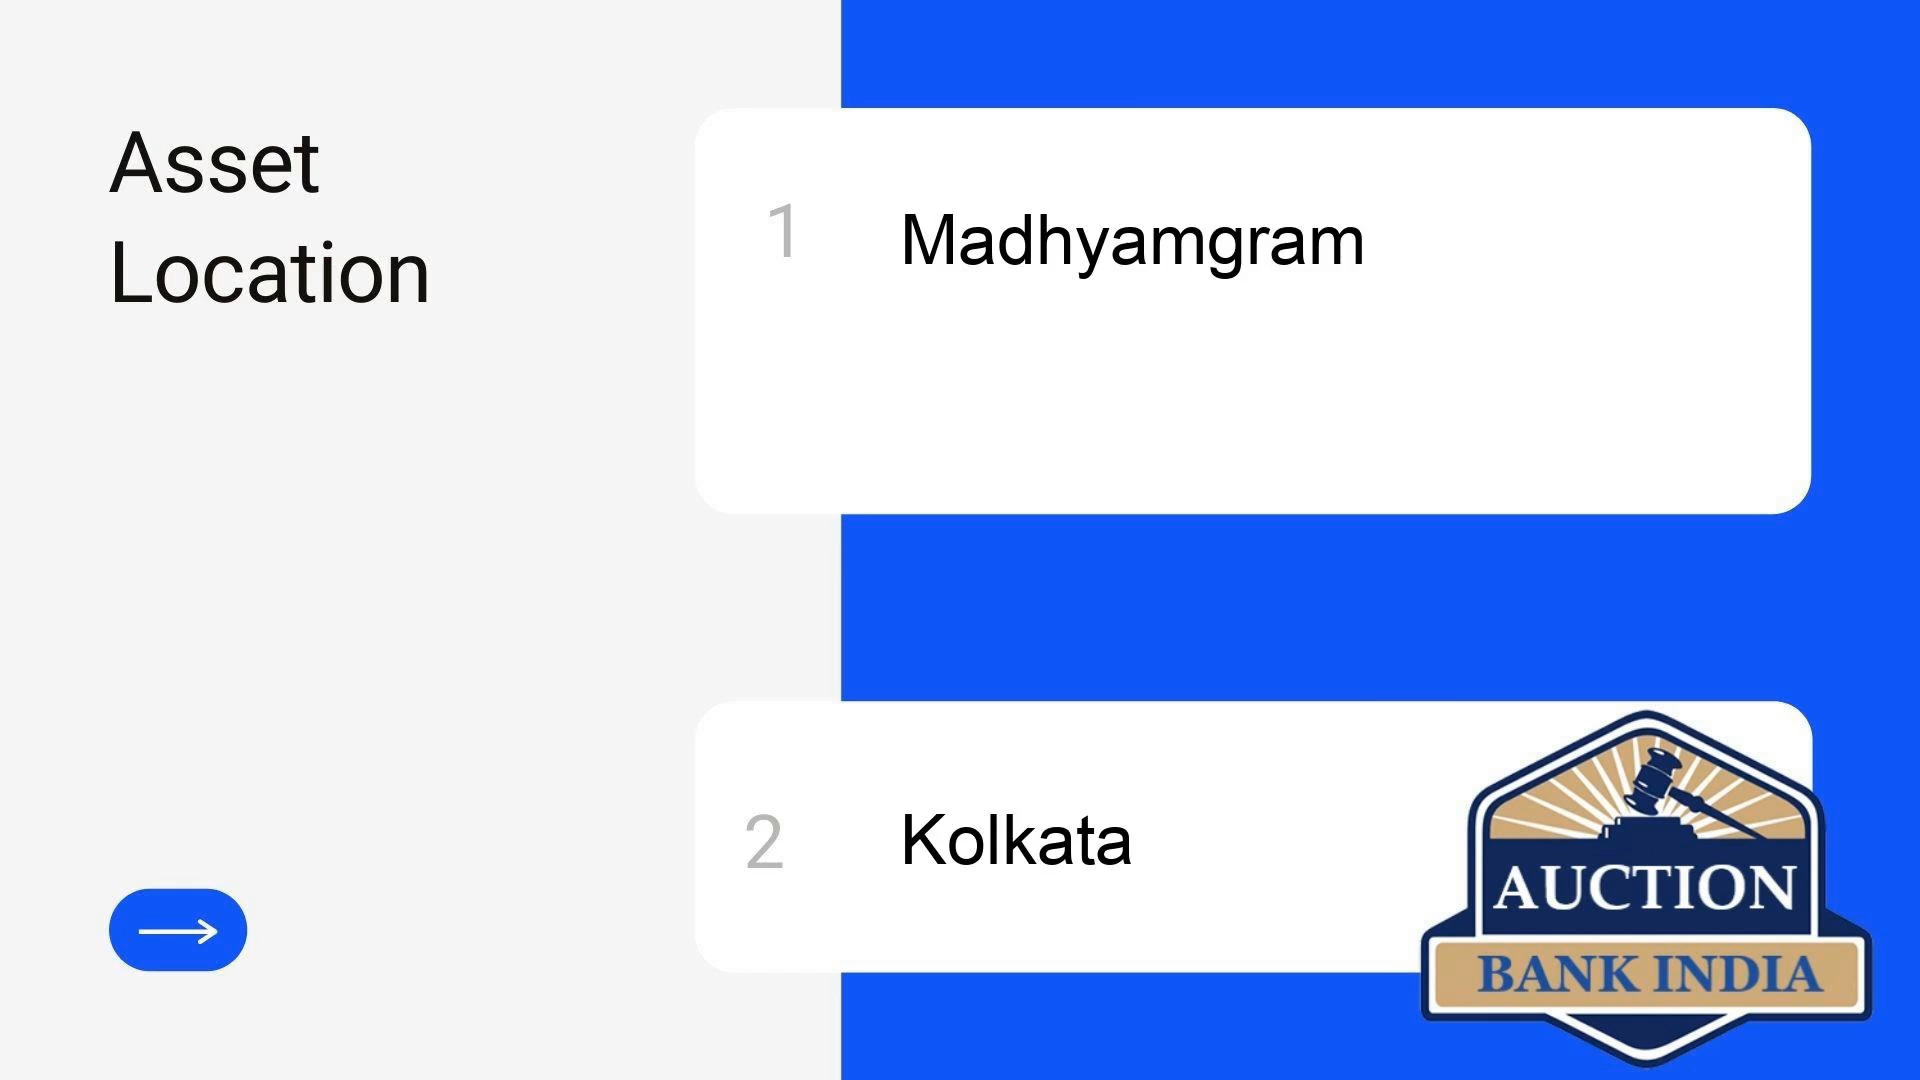 Asset
Location
1
Madhyamgram
2
Kolkata
AUCTION
BANK INDIA